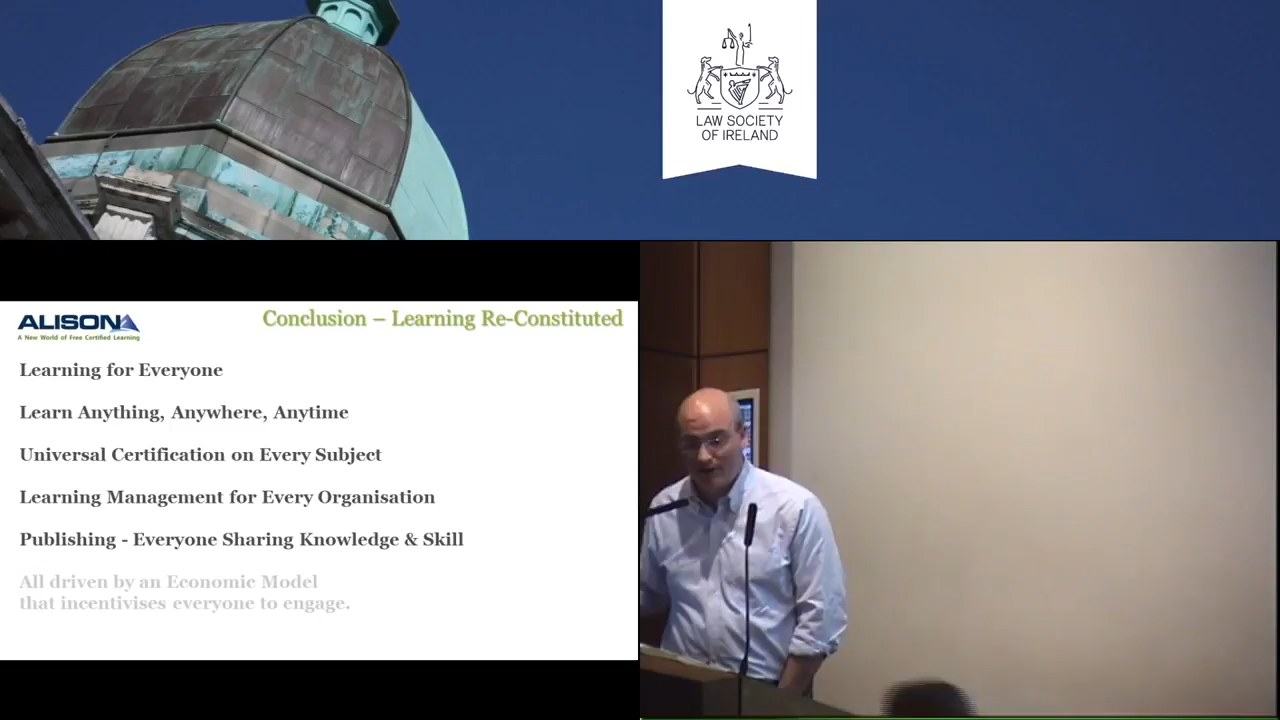 LAW SOCIETY
OF IRELAND
ALISON
A New World of Free Certified Learning
Conclusion – Learning Re-Constituted
Learning for Everyone
Learn Anything, Anywhere, Anytime
Universal Certification on Every Subject
Learning Management for Every Organisation
Publishing - Everyone Sharing Knowledge & Skill
All driven by an Economic Model
that incentivises everyone to engage.